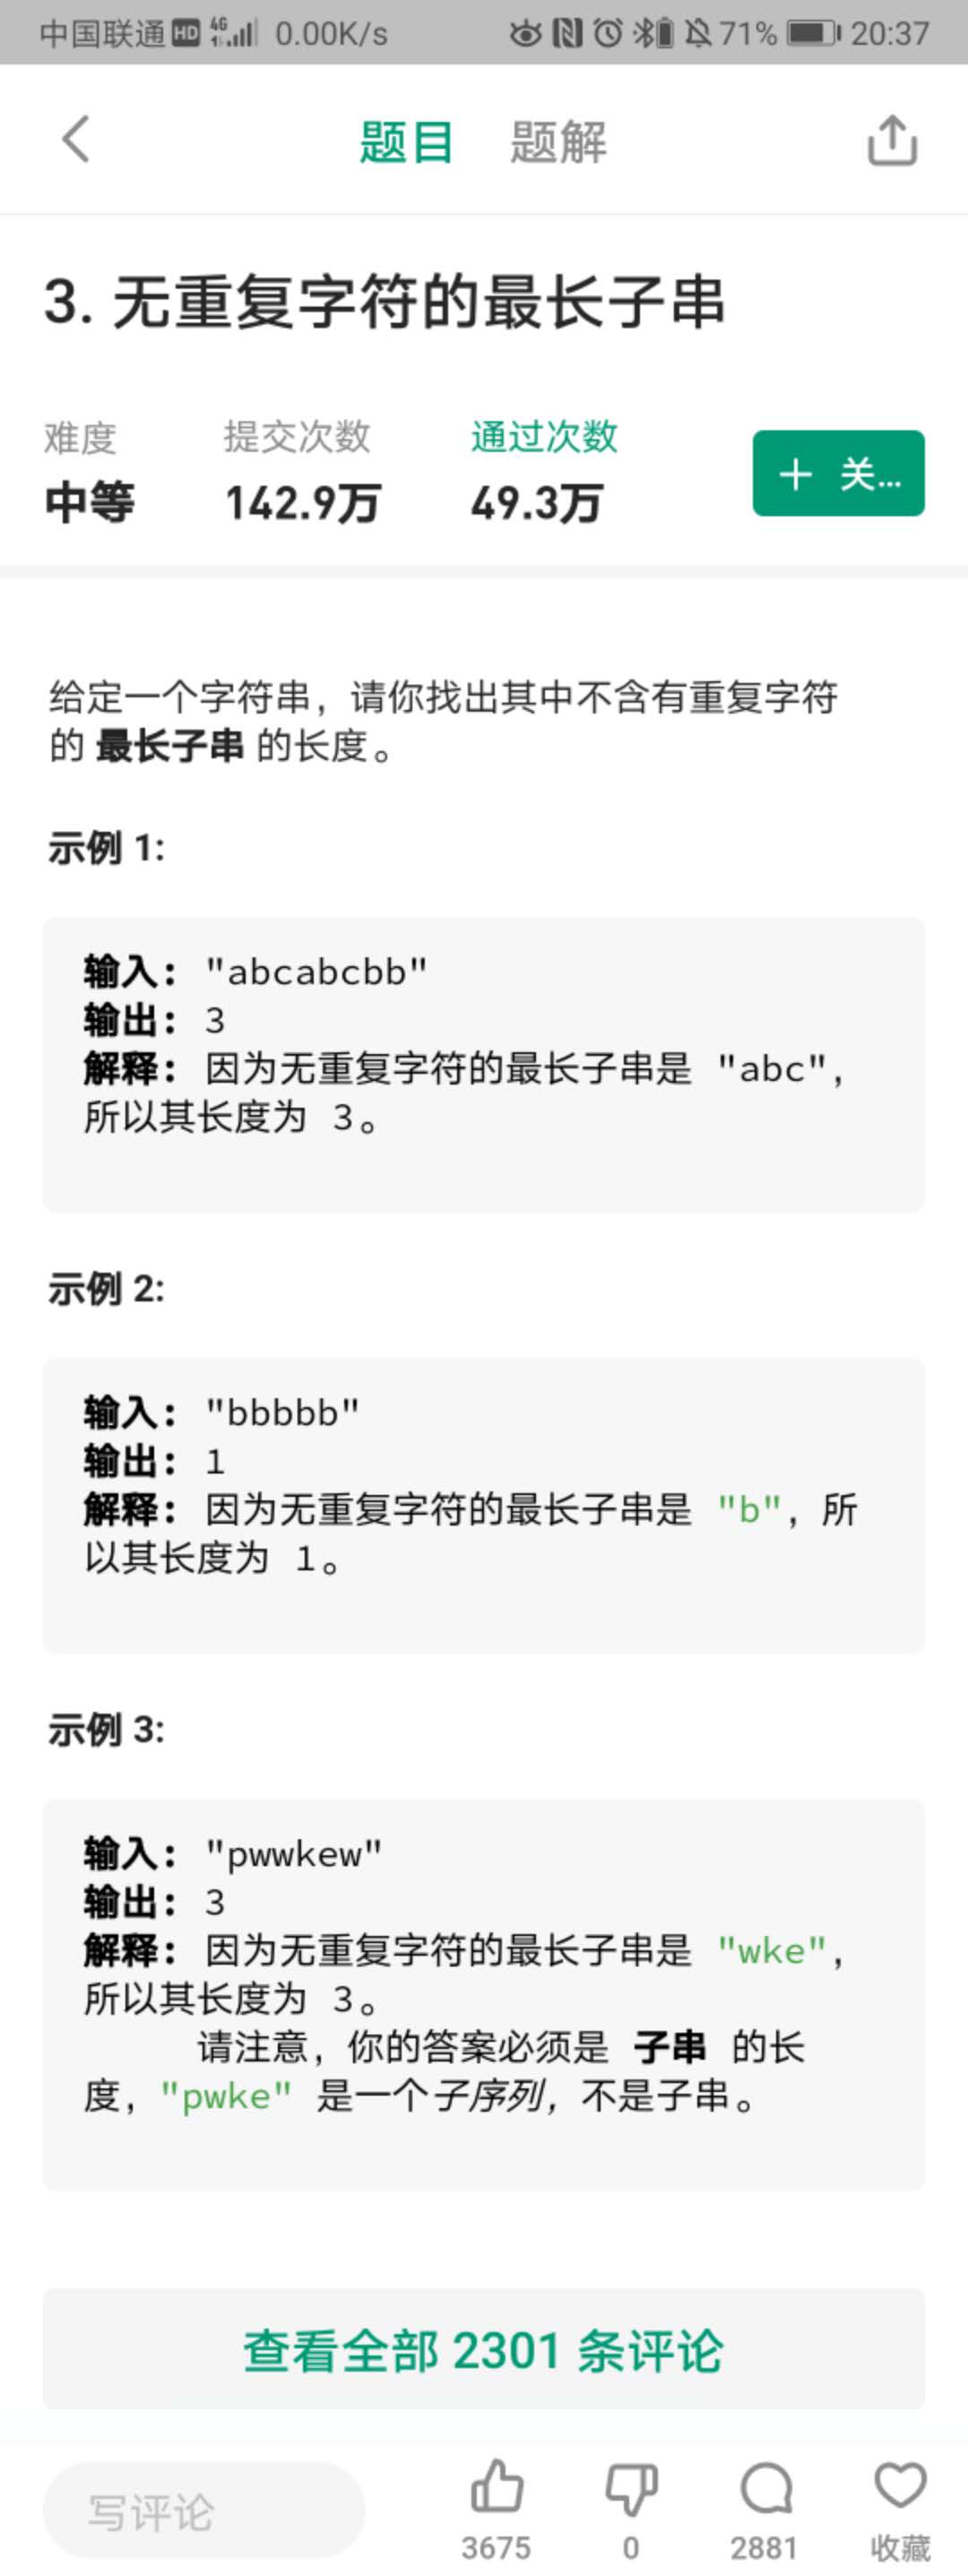 中国联通 HD 4G 0.00K/s 71% 20:37
题目 题解
3. 无重复字符的最长子串
难度 提交次数 通过次数
中等 142.9万 49.3万
+ 关...
给定一个字符串，请你找出其中不含有重复字符
的 最长子串 的长度。
示例 1:
输入: "abcabcbb"
输出: 3
解释: 因为无重复字符的最长子串是 "abc",
所以其长度为 3。
示例 2:
输入: "bbbbb"
输出: 1
解释: 因为无重复字符的最长子串是 "b"，所
以其长度为 1。
示例 3:
输入: "pwwkew"
输出: 3
解释: 因为无重复字符的最长子串是 "wke",
所以其长度为 3。
请注意，你的答案必须是 子串 的长
度，"pwke" 是一个子序列，不是子串。
查看全部 2301 条评论
写评论
3675 0 2881 收藏